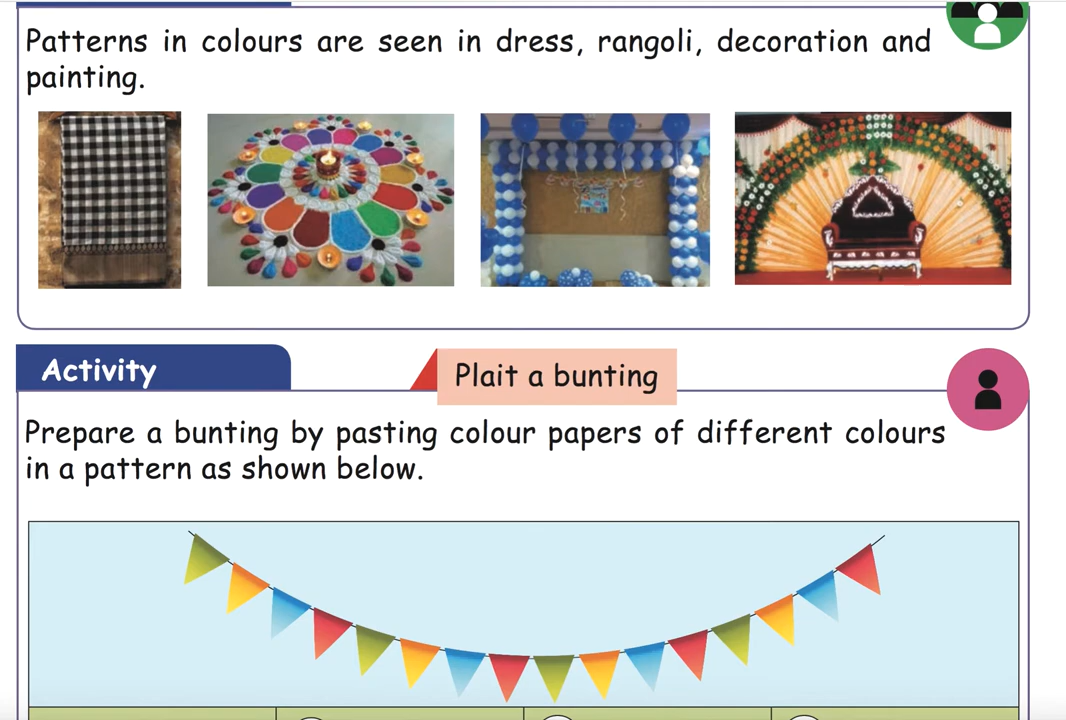 Patterns in colours are seen in dress, rangoli, decoration and
painting.
Activity
Plait a bunting
Prepare a bunting by pasting colour papers of different colours
in a pattern as shown below.